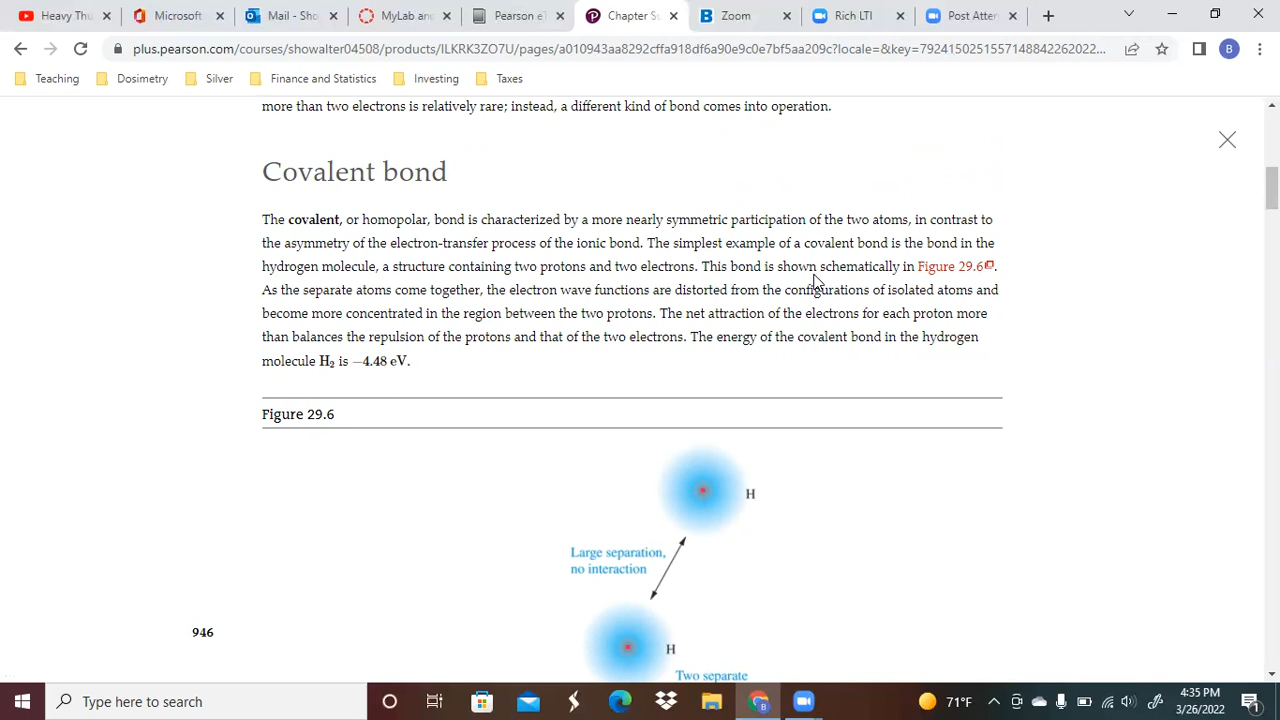 Heavy Thu
Microsoft
Mail - Sho
MyLab and
Pearson eT
Chapter Su
Zoom
Rich LTI
Post Atten
plus.pearson.com/courses/showalter04508/products/ILKRK3ZO7U/pages/a010943aa8292cffa918df6a90e9c0e7bf5aa209c?locale=&key=7924150251557148842262022...
B
Teaching
Dosimetry
Silver
Finance and Statistics
Investing
Taxes
more than two electrons is relatively rare; instead, a different kind of bond comes into operation.
Covalent bond
The covalent, or homopolar, bond is characterized by a more nearly symmetric participation of the two atoms, in contrast to
the asymmetry of the electron-transfer process of the ionic bond. The simplest example of a covalent bond is the bond in the
hydrogen molecule, a structure containing two protons and two electrons. This bond is shown schematically in Figure 29.6.
As the separate atoms come together, the electron wave functions are distorted from the configurations of isolated atoms and
become more concentrated in the region between the two protons. The net attraction of the electrons for each proton more
than balances the repulsion of the protons and that of the two electrons. The energy of the covalent bond in the hydrogen
molecule H₂ is −4.48 eV.
Figure 29.6
H
Large separation,
no interaction
946
H
Two separate
Type here to search
71°F
4:35 PM
3/26/2022